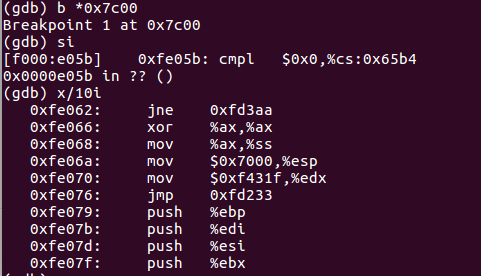 (gdb) b *0x7c00
Breakpoint 1 at 0x7c00
(gdb) si
[f000:e05b]    0xfe05b: cmpl   $0x0,%cs:0x65b4
0x0000e05b in ?? ()
(gdb) x/10i
   0xfe062:     jne    0xfd3aa
   0xfe066:     xor    %ax,%ax
   0xfe068:     mov    %ax,%ss
   0xfe06a:     mov    $0x7000,%esp
   0xfe070:     mov    $0xf431f,%edx
   0xfe076:     jmp    0xfd233
   0xfe079:     push   %ebp
   0xfe07b:     push   %edi
   0xfe07d:     push   %esi
   0xfe07f:     push   %ebx